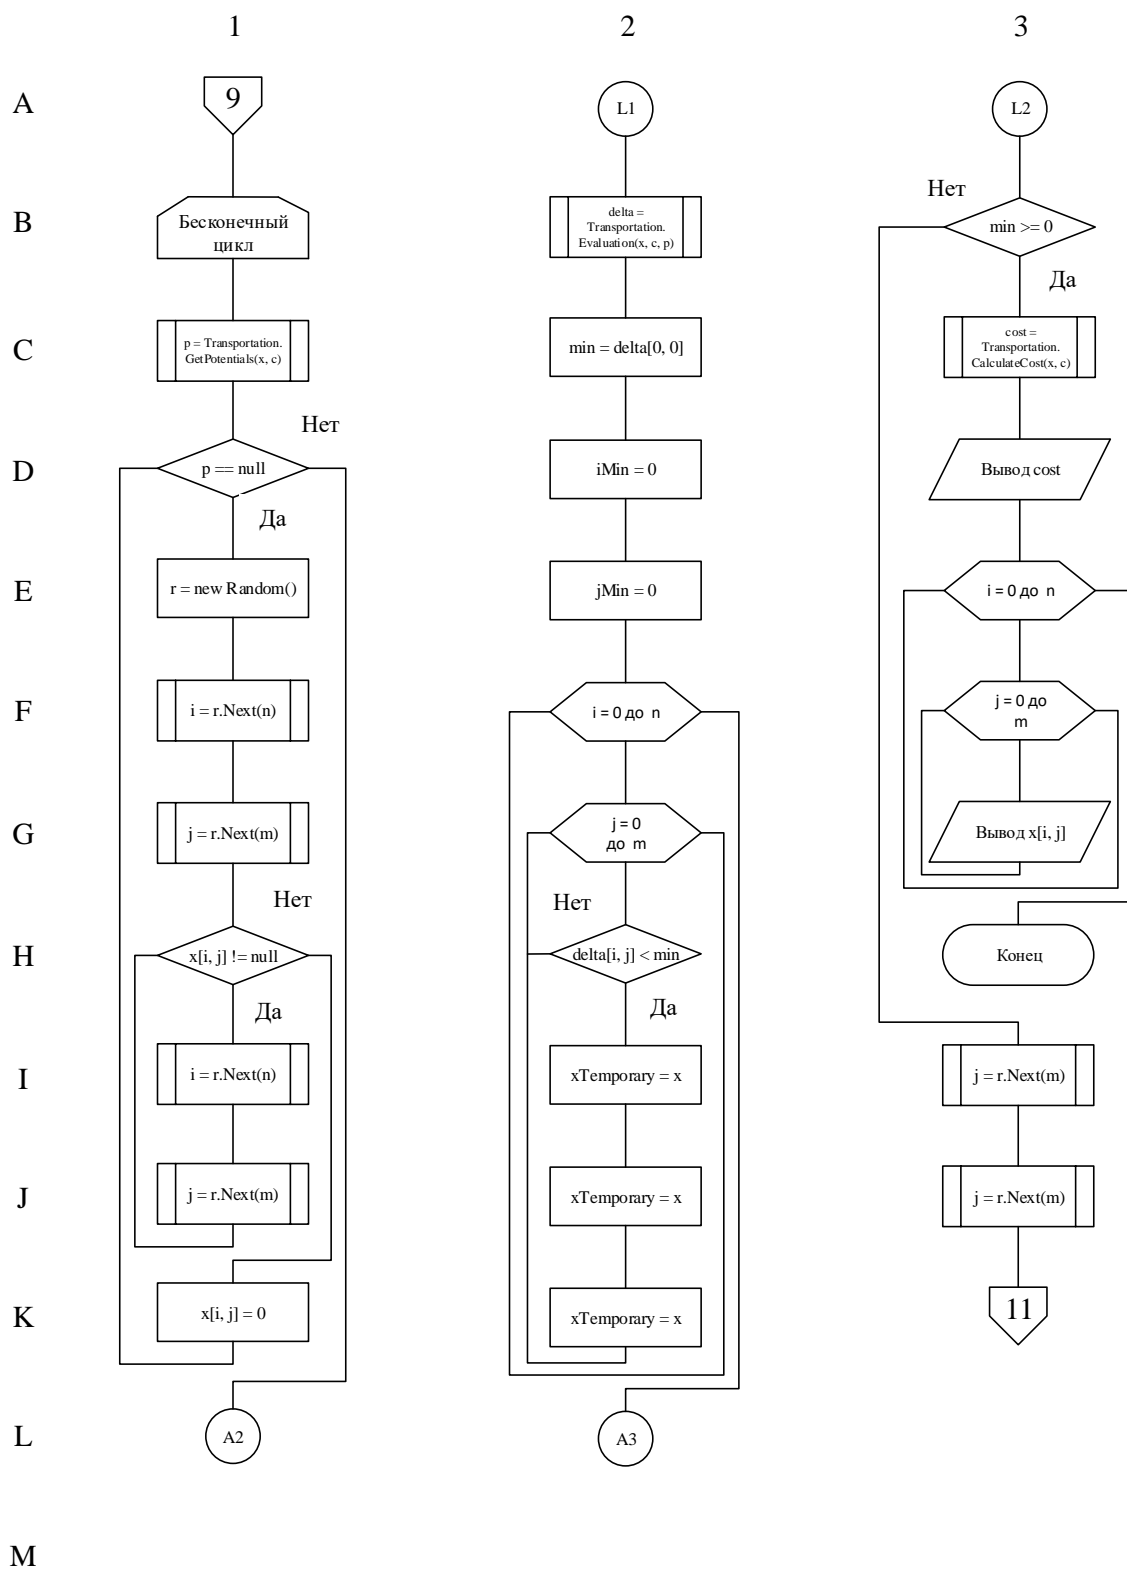 1
2
3
A
B
C
D
E
F
G
H
I
J
K
L
M
9
Бесконечный
цикл
p = Transportation.
GetPotentials(x, c)
Нет
p == null
Да
r = new Random()
i = r.Next(n)
j = r.Next(m)
Нет
x[i, j] != null
Да
i = r.Next(n)
j = r.Next(m)
x[i, j] = 0
A2
L1
delta =
Transportation.
Evaluation(x, c, p)
min = delta[0, 0]
iMin = 0
jMin = 0
i = 0 до n
j = 0
до m
Нет
delta[i, j] < min
Да
xTemporary = x
xTemporary = x
xTemporary = x
A3
L2
Нет
min >= 0
Да
cost =
Transportation.
CalculateCost(x, c)
Вывод cost
i = 0 до n
j = 0 до
m
Вывод x[i, j]
Конец
j = r.Next(m)
j = r.Next(m)
11